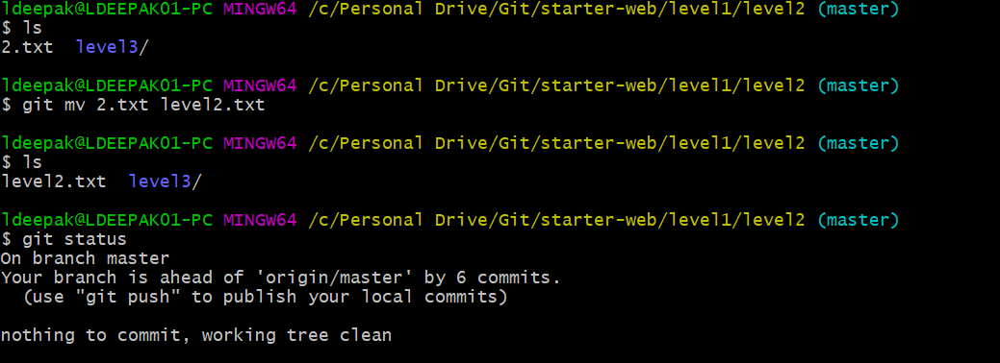 ldeepak@LDEEPAK01-PC MINGW64 /c/Personal Drive/Git/starter-web/level1/level2 (master)
$ ls
2.txt  level3/

ldeepak@LDEEPAK01-PC MINGW64 /c/Personal Drive/Git/starter-web/level1/level2 (master)
$ git mv 2.txt level2.txt

ldeepak@LDEEPAK01-PC MINGW64 /c/Personal Drive/Git/starter-web/level1/level2 (master)
$ ls
level2.txt  level3/

ldeepak@LDEEPAK01-PC MINGW64 /c/Personal Drive/Git/starter-web/level1/level2 (master)
$ git status
On branch master
Your branch is ahead of 'origin/master' by 6 commits.
  (use "git push" to publish your local commits)

nothing to commit, working tree clean